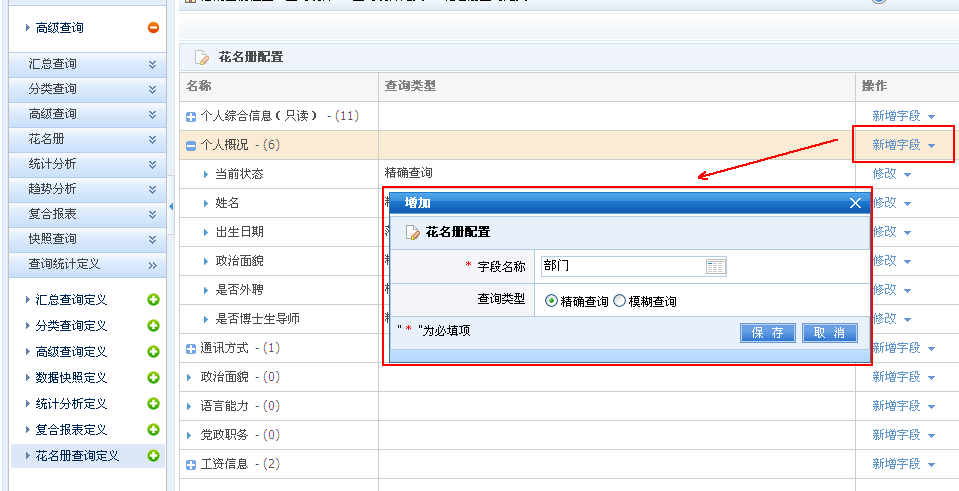 高级查询
汇总查询
分类查询
高级查询
花名册
统计分析
趋势分析
复合报表
快照查询
查询统计定义
汇总查询定义
分类查询定义
高级查询定义
数据快照定义
统计分析定义
复合报表定义
花名册查询定义
花名册配置
名称 查询类型 操作
个人综合信息（只读） - (11) 新增字段
个人概况 - (6) 新增字段
当前状态 精确查询 修改
姓名 修改
出生日期 修改
政治面貌 修改
是否外聘 修改
是否博士生导师 修改
通讯方式 - (1) 新增字段
政治面貌 - (0) 新增字段
语言能力 - (0) 新增字段
党政职务 - (0) 新增字段
工资信息 - (2) 新增字段
增加
花名册配置
* 字段名称 部门
查询类型 精确查询 模糊查询
" * "为必填项 保 存 取 消